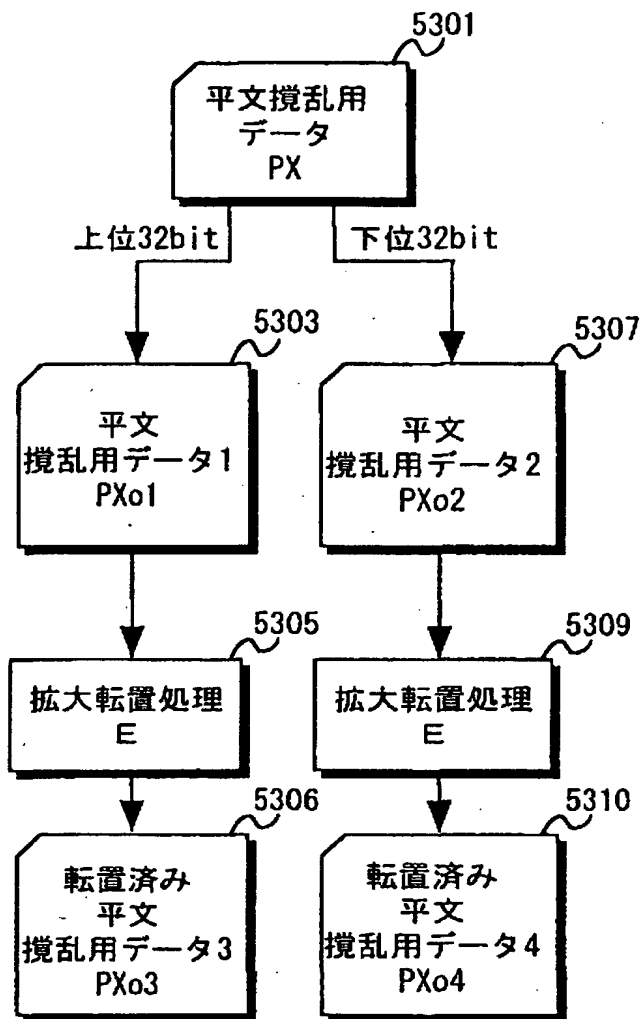 5301
平文撹乱用
データ
PX
上位32bit
下位32bit
5303
平文
撹乱用データ1
PXo1
5307
平文
撹乱用データ2
PXo2
5305
拡大転置処理
E
5309
拡大転置処理
E
5306
転置済み
平文
撹乱用データ3
PXo3
5310
転置済み
平文
撹乱用データ4
PXo4